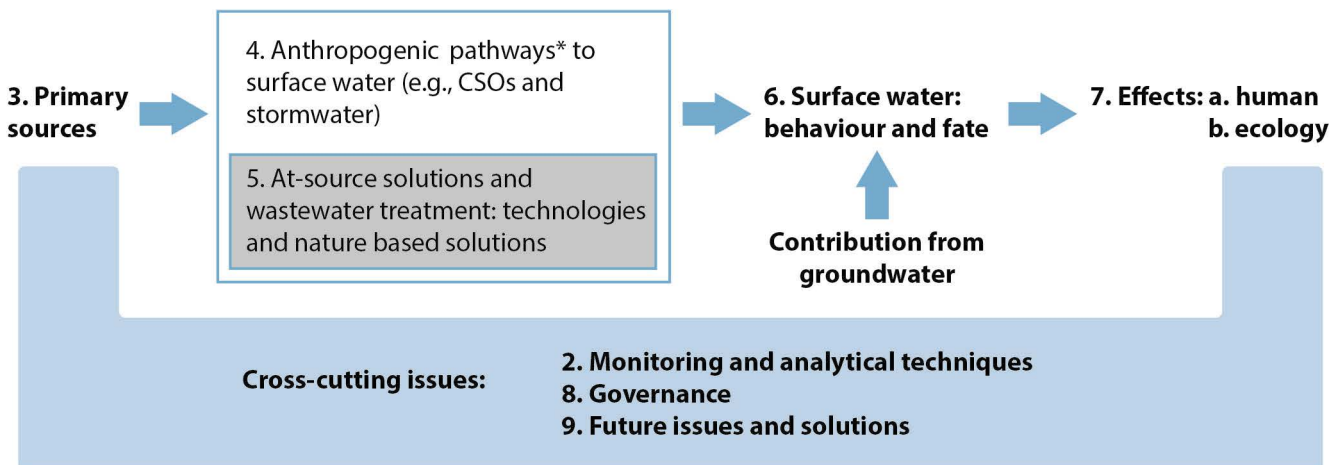 3. Primary
sources
4. Anthropogenic pathways* to
surface water (e.g., CSOs and
stormwater)
5. At-source solutions and
wastewater treatment: technologies
and nature based solutions
6. Surface water:
behaviour and fate
7. Effects: a. human
b. ecology
Contribution from
groundwater
Cross-cutting issues:
2. Monitoring and analytical techniques
8. Governance
9. Future issues and solutions